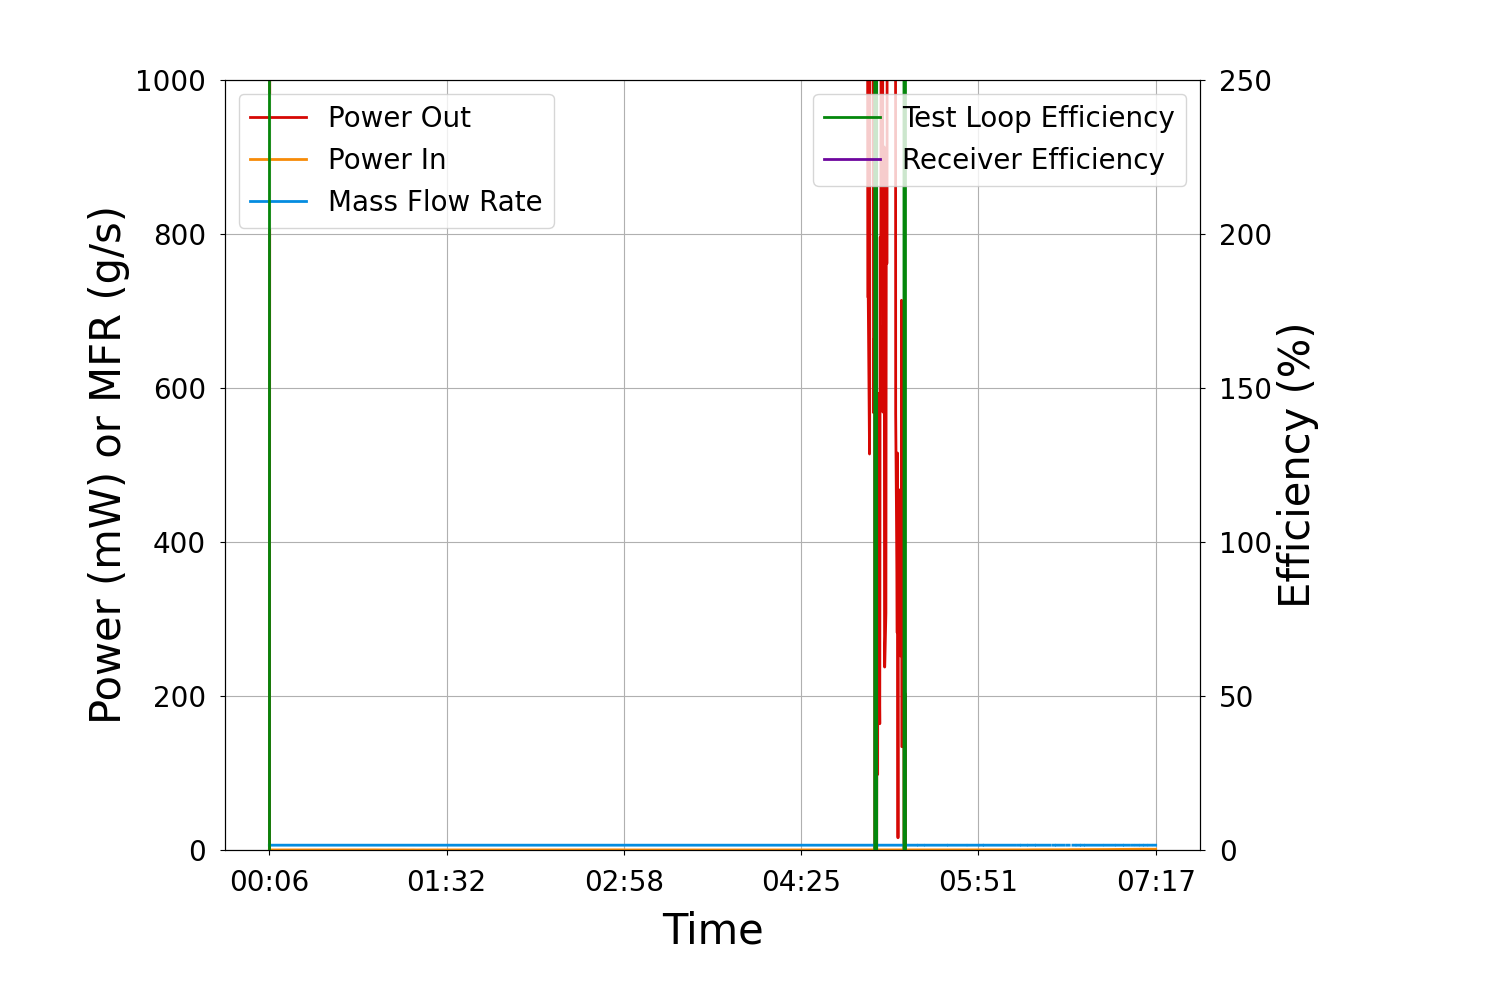 1000
800
600
400
200
0
Power (mW) or MFR (g/s)
Power Out
Power In
Mass Flow Rate
Test Loop Efficiency
Receiver Efficiency
250
200
150
100
50
0
Efficiency (%)
00:06 01:32 02:58 04:25 05:51 07:17
Time